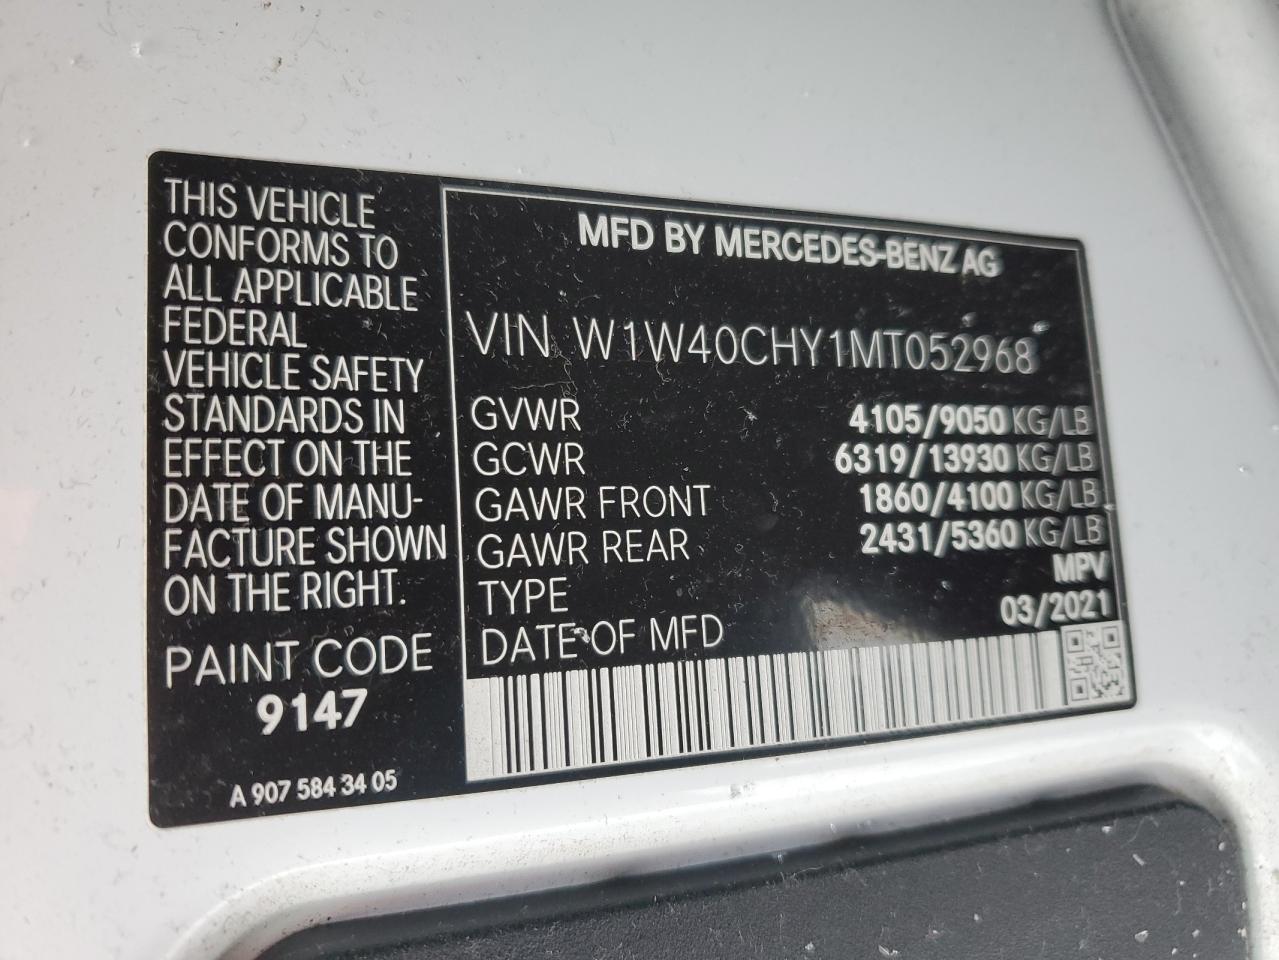 THIS VEHICLE
CONFORMS TO
ALL APPLICABLE
FEDERAL
VEHICLE SAFETY
STANDARDS IN
EFFECT ON THE
DATE OF MANU-
FACTURE SHOWN
ON THE RIGHT.
PAINT CODE
9147
A 907 584 34 05
MFD BY MERCEDES-BENZ AG
VIN W1W40CHY1MT052968
GVWR 4105/9050 KG/LB
GCWR 6319/13930 KG/LB
GAWR FRONT 1860/4100 KG/LB
GAWR REAR 2431/5360 KG/LB
TYPE MPV
DATE OF MFD 03/2021